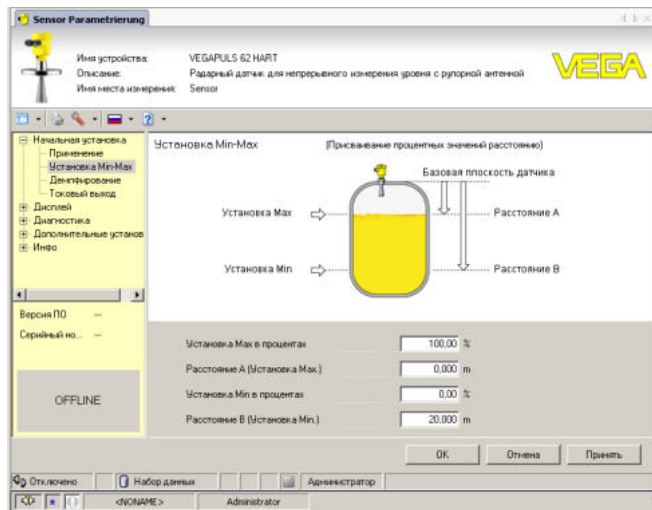 Sensor Parametrierung
Имя устройства: VEGAPULS 62 HART
Описание: Радарный датчик для непрерывного измерения уровня с рупорной антенной
Имя места измерения: Sensor
VEGA
Начальная установка
Применение
Установка Min-Max
Демпфирование
Токовый выход
Дисплей
Диагностика
Дополнительные установ
Инфо
Версия ПО --
Серийный но... --
OFFLINE
Установка Min-Max (Присваивание процентных значений расстоянию)
Базовая плоскость датчика
Установка Max
Расстояние A
Установка Min
Расстояние B
Установка Max в процентах 100,00 %
Расстояние A (Установка Max.) 0,000 m
Установка Min в процентах 0,00 %
Расстояние B (Установка Min.) 20,000 m
OK Отмена Принять
Отключено Набор данных Администратор
<NONAME> Administrator